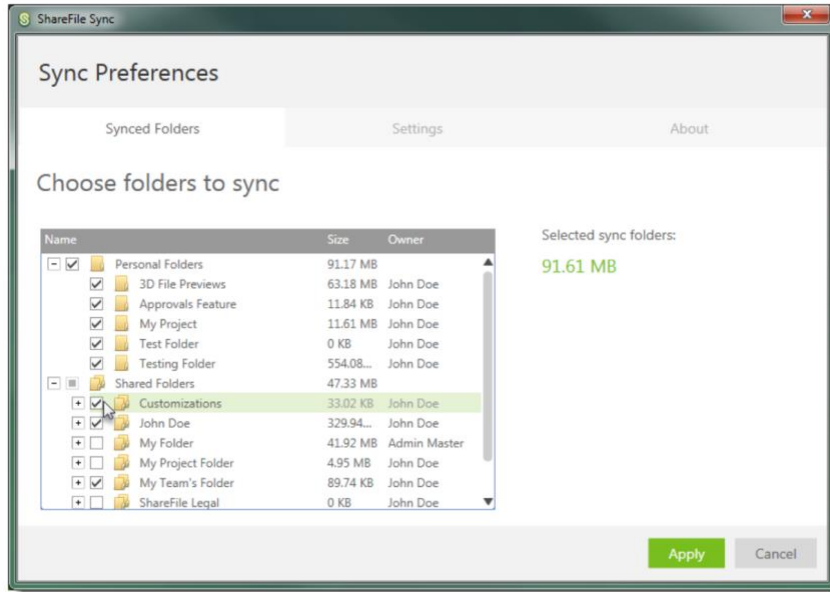 ShareFile Sync
Sync Preferences
Synced Folders Settings About
Choose folders to sync
Name Size Owner
Personal Folders 91.17 MB
3D File Previews 63.18 MB John Doe
Approvals Feature 11.84 KB John Doe
My Project 11.61 MB John Doe
Test Folder 0 KB John Doe
Testing Folder 554.08... John Doe
Shared Folders 47.33 MB
Customizations 33.02 KB John Doe
John Doe 329.94... John Doe
My Folder 41.92 MB Admin Master
My Project Folder 4.95 MB John Doe
My Team's Folder 89.74 KB John Doe
ShareFile Legal 0 KB John Doe
Selected sync folders:
91.61 MB
Apply Cancel